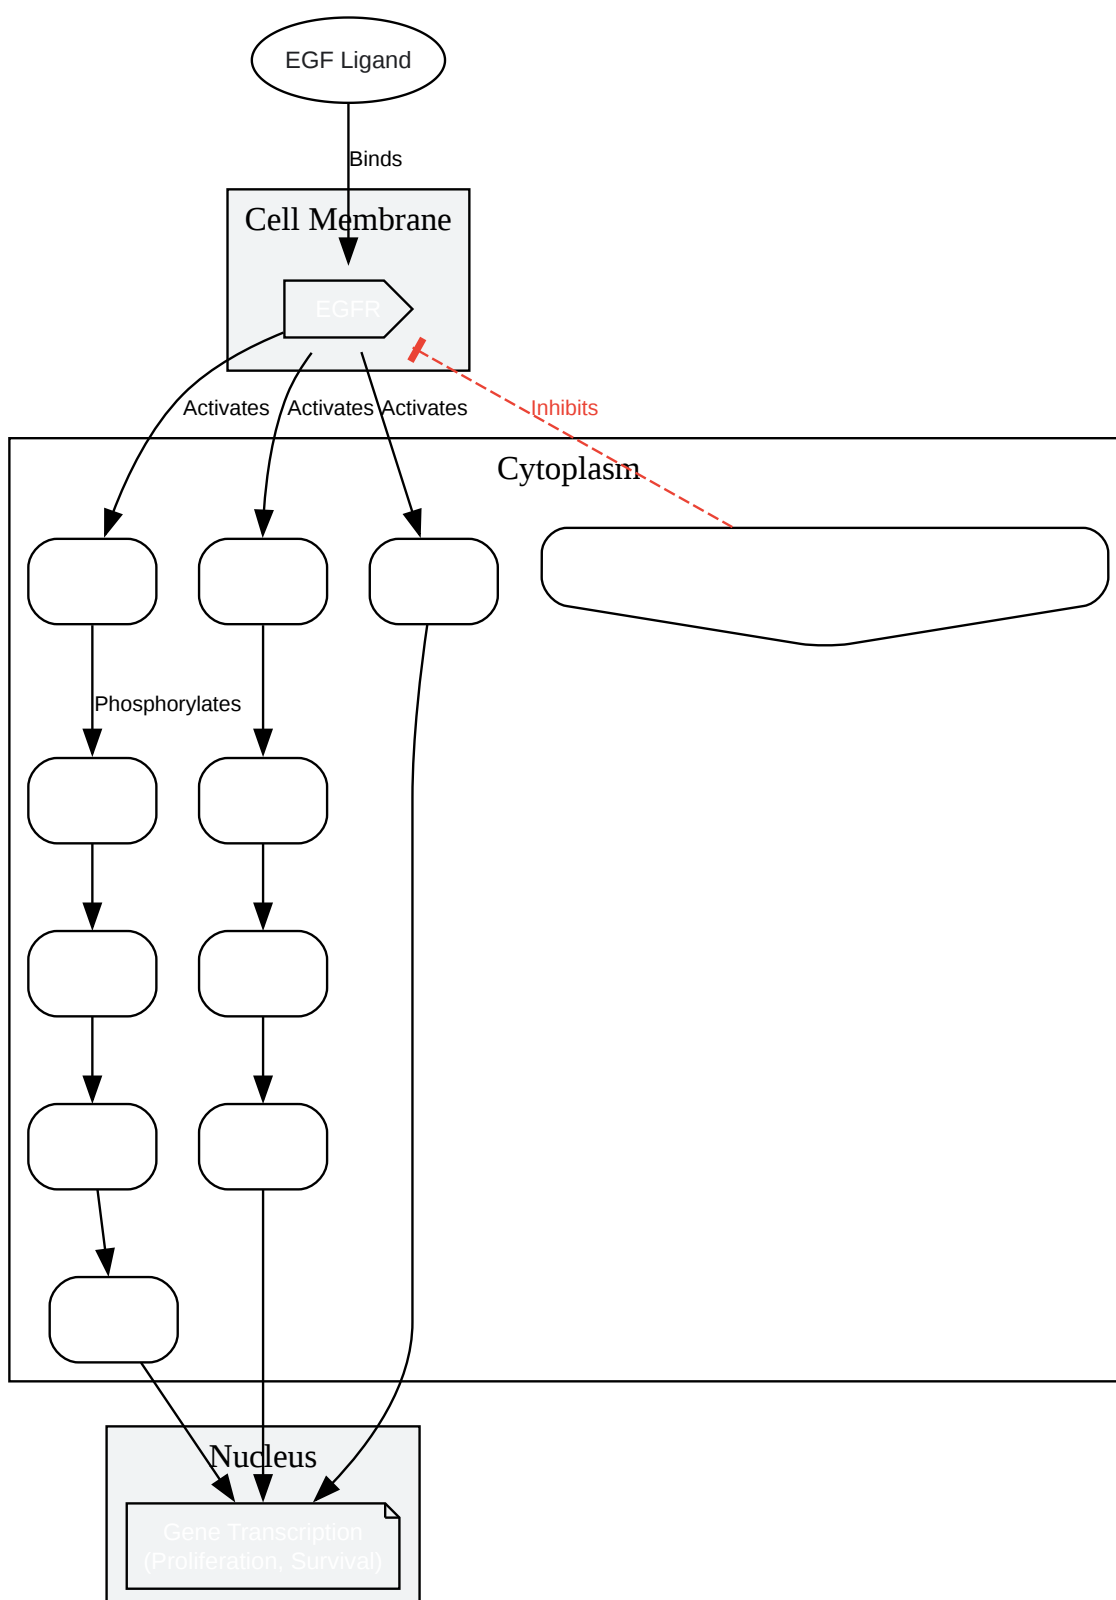 EGF Ligand
Binds
Cell Membrane
EGFR
Activates
Activates
Activates
Inhibits
Cytoplasm
Phosphorylates
Nucleus
Gene Transcription
(Proliferation, Survival)